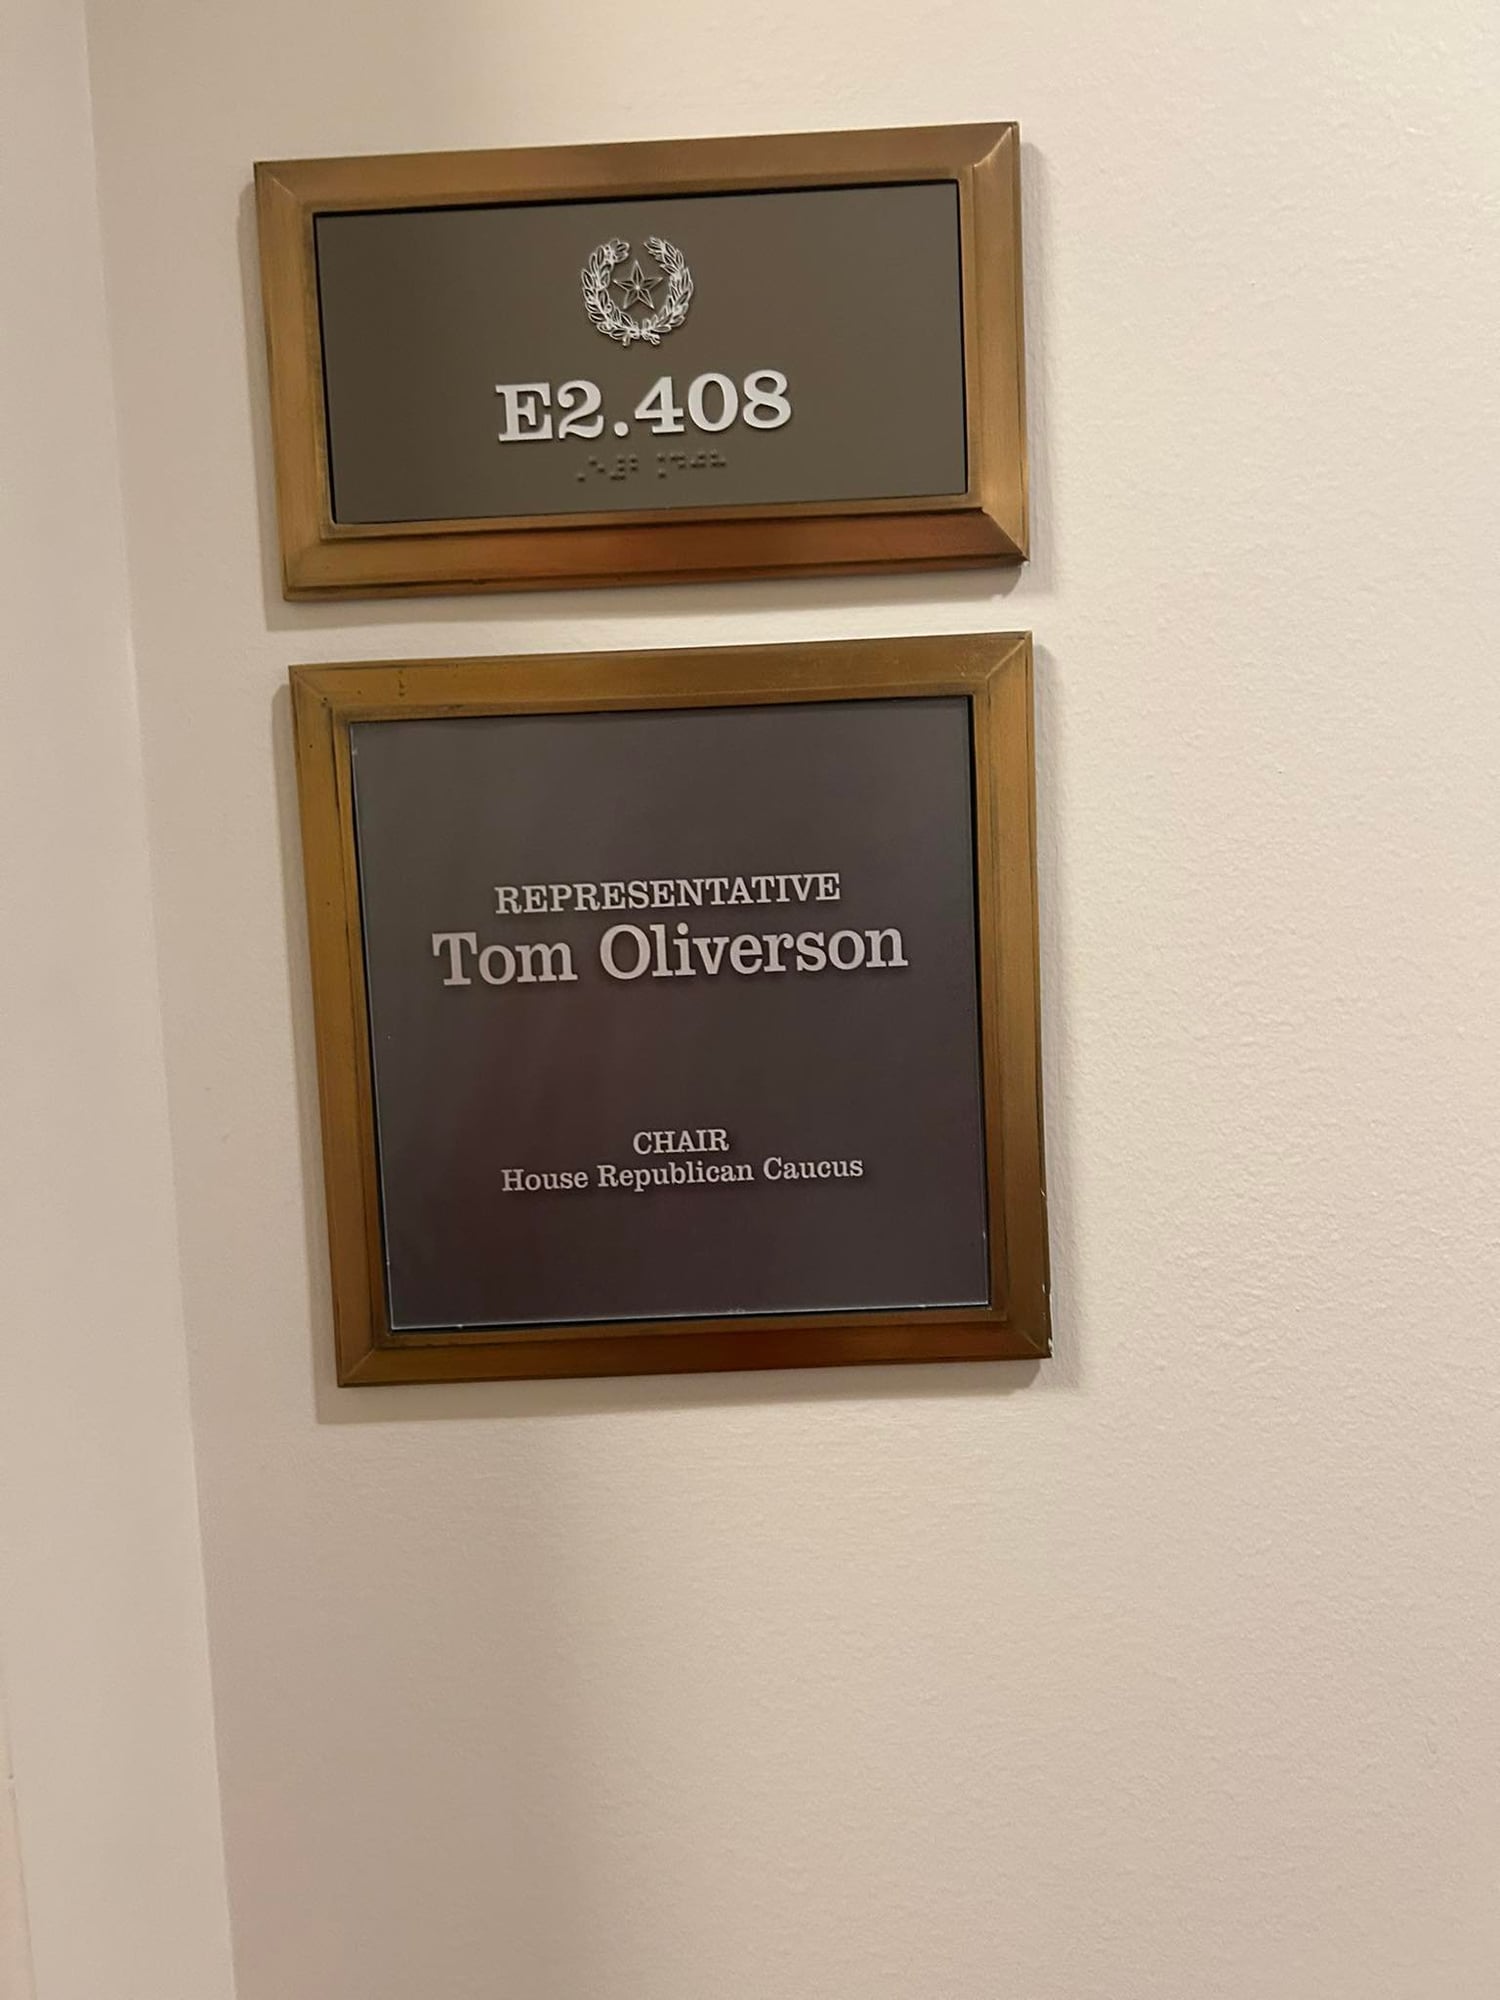 E2.408
REPRESENTATIVE
Tom Oliverson
CHAIR
House Republican Caucus